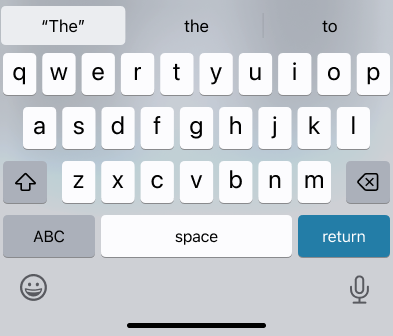 “The” the to
q w e r t y u i o p
a s d f g h j k l
z x c v b n m
ABC space return